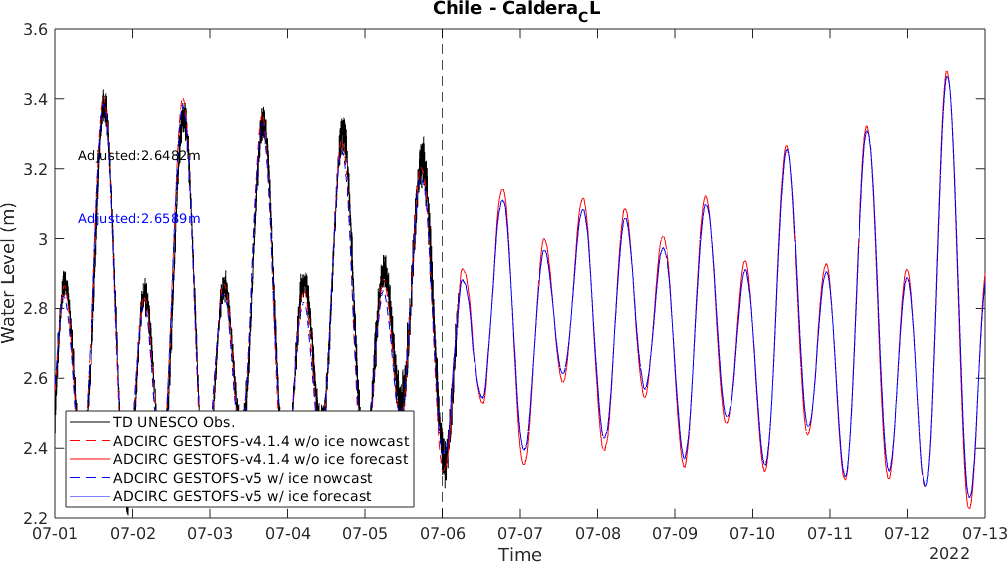 Chile - Caldera_CL
3.6
3.4
3.2
3
2.8
2.6
2.4
2.2
Water Level (m)
Adjusted:2.6482m
Adjusted:2.6589m
TD UNESCO Obs.
ADCIRC GESTOFS-v4.1.4 w/o ice nowcast
ADCIRC GESTOFS-v4.1.4 w/o ice forecast
ADCIRC GESTOFS-v5 w/ ice nowcast
ADCIRC GESTOFS-v5 w/ ice forecast
07-01 07-02 07-03 07-04 07-05 07-06 07-07 07-08 07-09 07-10 07-11 07-12 07-13
Time
2022